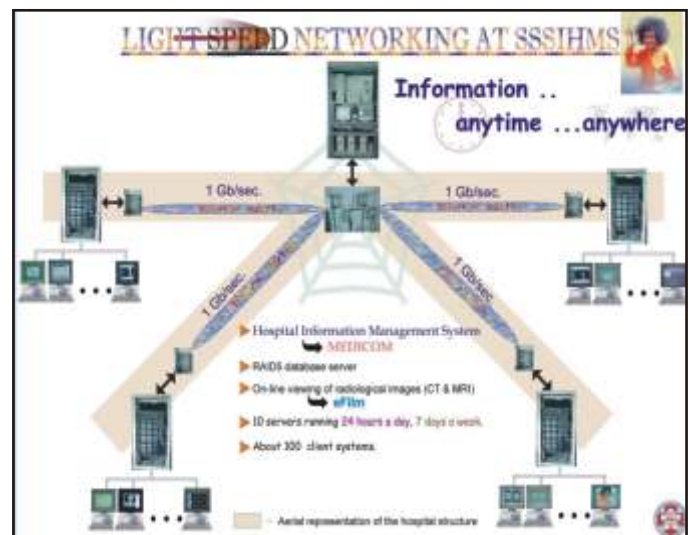 LIGHT SPEED NETWORKING AT SSSIHMS
Information ..
anytime ...anywhere
1 Gb/sec.
1 Gb/sec.
1 Gb/sec.
1 Gb/sec.
Hospital Information Management System
MEDICOM
RAID5 database server
On-line viewing of radiological images (CT & MRI)
eFilm
10 servers running 24 hours a day, 7 days a week.
About 300 client systems.
- Aerial representation of the hospital structure